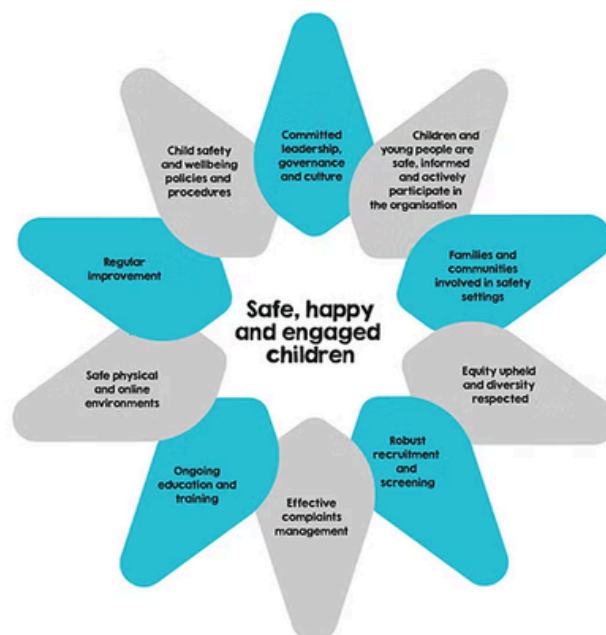 Committed
leadership,
governance
and culture
Children and
young people are
safe, informed
and actively
participate in
the organisation
Families and
communities
involved in safety
settings
Equity upheld
and diversity
respected
Robust
recruitment
and
screening
Effective
complaints
management
Ongoing
education and
training
Safe physical
and online
environments
Regular
improvement
Child safety
and wellbeing
policies and
procedures
Safe, happy
and engaged
children